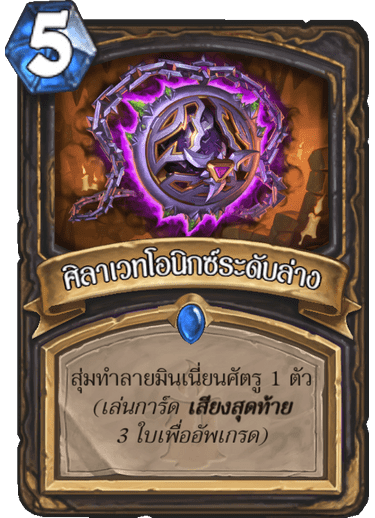 5
ศิลาเวทโอนิกซ์ระดับล่าง
สุ่มทำลายมินเนี่ยนศัตรู 1 ตัว
(เล่นการ์ด เสียงสุดท้าย
3 ใบเพื่ออัพเกรด)